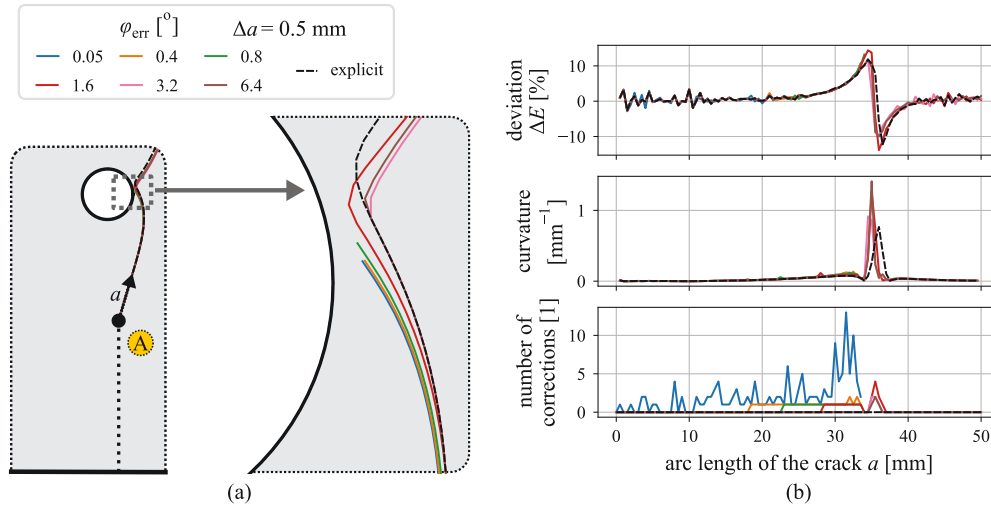 φerr [°] Δa = 0.5 mm
0.05 0.4 0.8 explicit
1.6 3.2 6.4
a
A
(a)
deviation
ΔE [%]
10
0
−10
curvature
[mm−1]
1
0
number of
corrections [1]
10
5
0
0 10 20 30 40 50
arc length of the crack a [mm]
(b)